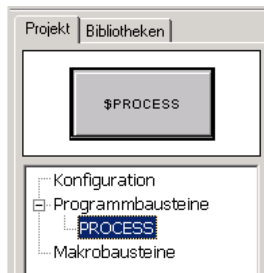 Projekt Bibliotheken
$PROCESS
Konfiguration
Programmbausteine
PROCESS
Makrobausteine